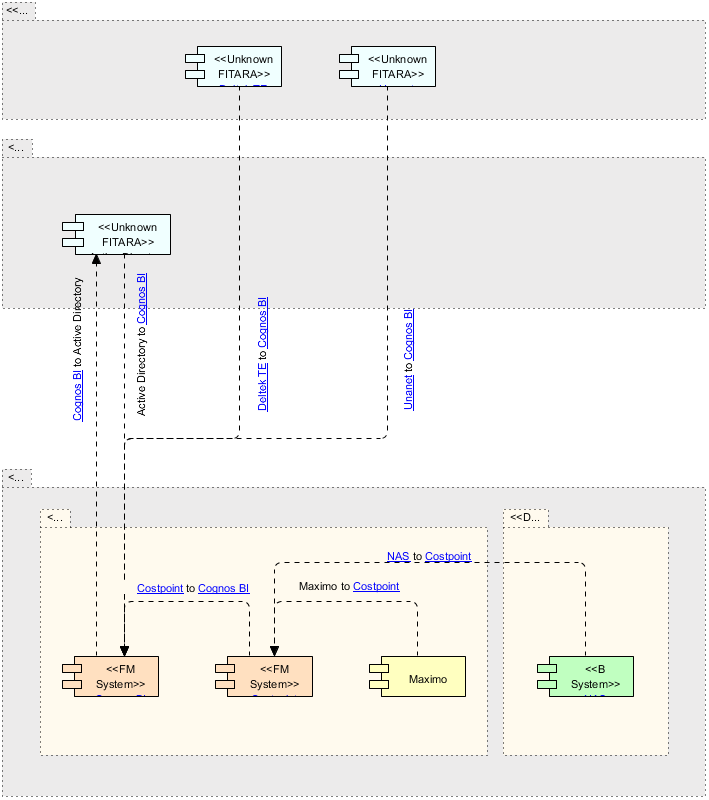 <<...
<<Unknown
FITARA>>
<<Unknown
FITARA>>
<...
<<Unknown
FITARA>>
Cognos BI to Active Directory
Active Directory to Cognos BI
Deltek TE to Cognos BI
Unanet to Cognos BI
<...
<...
<<D...
NAS to Costpoint
Costpoint to Cognos BI
Maximo to Costpoint
<<FM
System>>
<<FM
System>>
Maximo
<<B
System>>